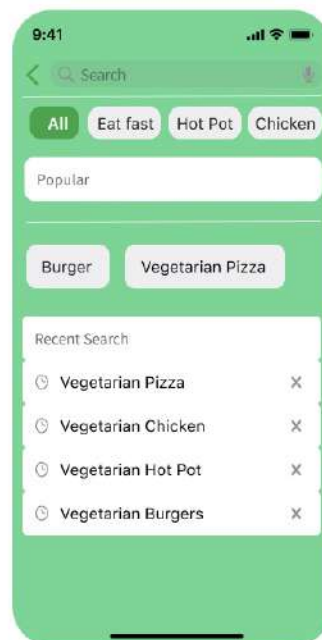 9:41
Search
All Eat fast Hot Pot Chicken
Popular
Burger Vegetarian Pizza
Recent Search
Vegetarian Pizza
Vegetarian Chicken
Vegetarian Hot Pot
Vegetarian Burgers